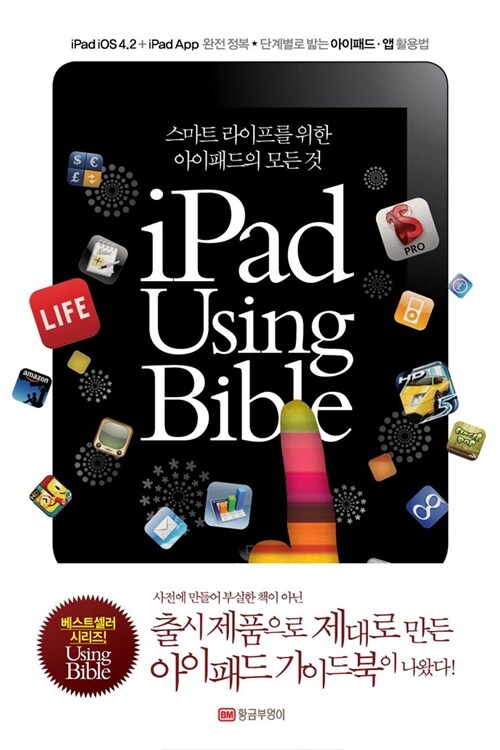 iPad iOS 4.2 + iPad App 완전 정복 ★ 단계별로 밟는 아이패드 · 앱 활용법
스마트 라이프를 위한
아이패드의 모든 것
iPad
Using
Bible
PRO
LIFE
amazon
HD
5
사전에 만들어 부실한 책이 아닌
출시 제품으로 제대로 만든
아이패드 가이드북이 나왔다!
베스트셀러
시리즈!
Using
Bible
BM 황금부엉이